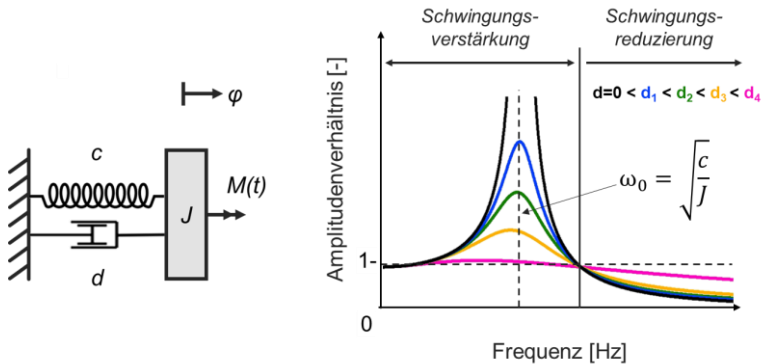 φ
c
J
M(t)
d
Schwingungs-
verstärkung
Schwingungs-
reduzierung
Amplitudenverhältnis [-]
d=0 < d₁ < d₂ < d₃ < d₄
ω₀ = √(c/J)
1-
0
Frequenz [Hz]